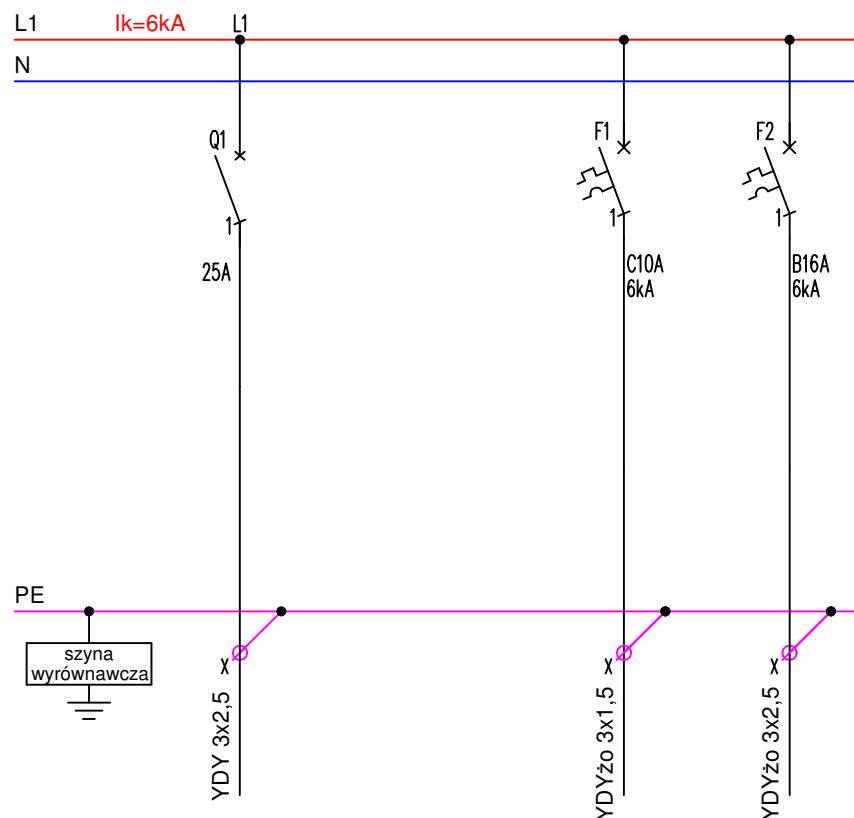 L1
Ik=6kA
L1
N
Q1
1
25A
F1
1
C10A
6kA
F2
1
B16A
6kA
PE
szyna
wyrównawcza
X
YDY 3x2,5
X
YDYżo 3x1,5
X
YDYżo 3x2,5